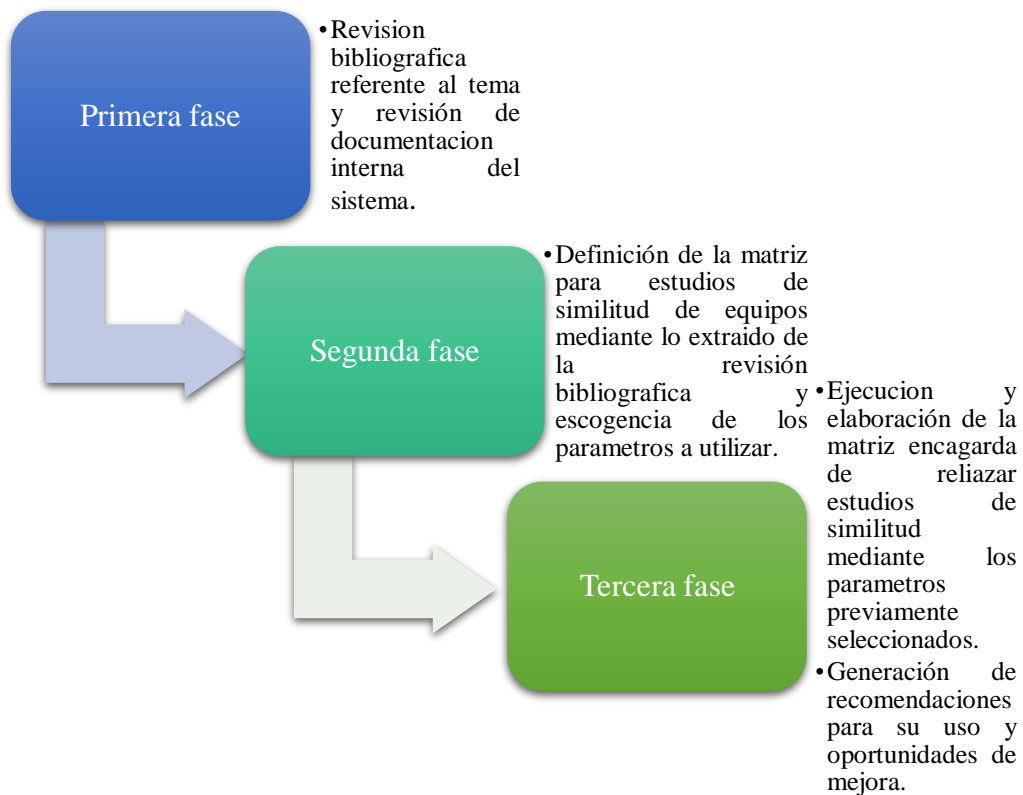 Primera fase
•Revision
bibliografica
referente al tema
y revisión de
documentacion
interna del
sistema.
Segunda fase
•Definición de la matriz
para estudios de
similitud de equipos
mediante lo extraido de
la revisión
bibliografica y
escogencia de los
parametros a utilizar.
Tercera fase
•Ejecucion y
elaboración de la
matriz encagarda
de reliazar
estudios de
similitud
mediante los
parametros
previamente
seleccionados.
•Generación de
recomendaciones
para su uso y
oportunidades de
mejora.